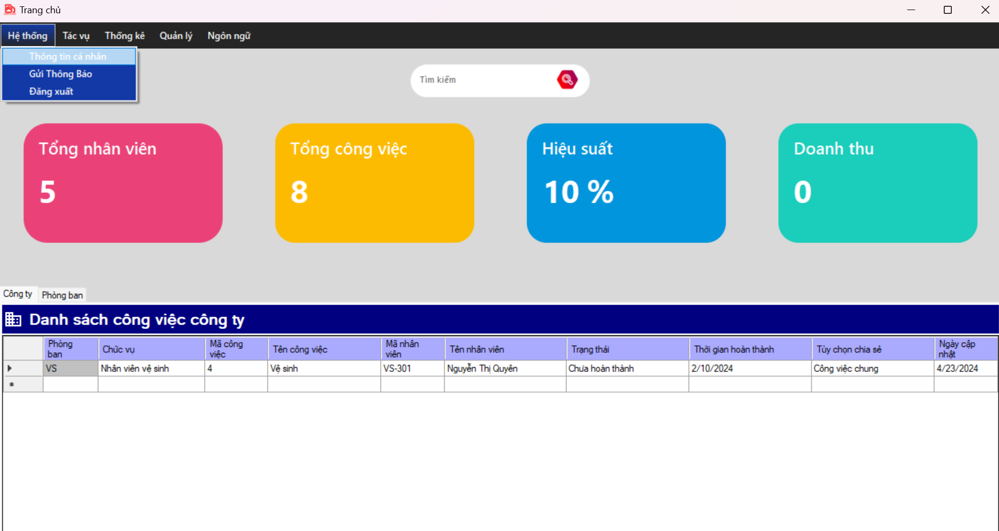 Trang chủ
Hệ thống Tác vụ Thống kê Quản lý Ngôn ngữ
Thông tin cá nhân
Gửi Thông Báo
Đăng xuất
Tìm kiếm
Tổng nhân viên
5
Tổng công việc
8
Hiệu suất
10 %
Doanh thu
0
Công ty Phòng ban
Danh sách công việc công ty
Phòng ban Chức vụ Mã công việc Tên công việc Mã nhân viên Tên nhân viên Trạng thái Thời gian hoàn thành Tùy chọn chia sẻ Ngày cập nhật
VS Nhân viên vệ sinh 4 Vệ sinh VS-301 Nguyễn Thị Quyên Chưa hoàn thành 2/10/2024 Công việc chung 4/23/2024